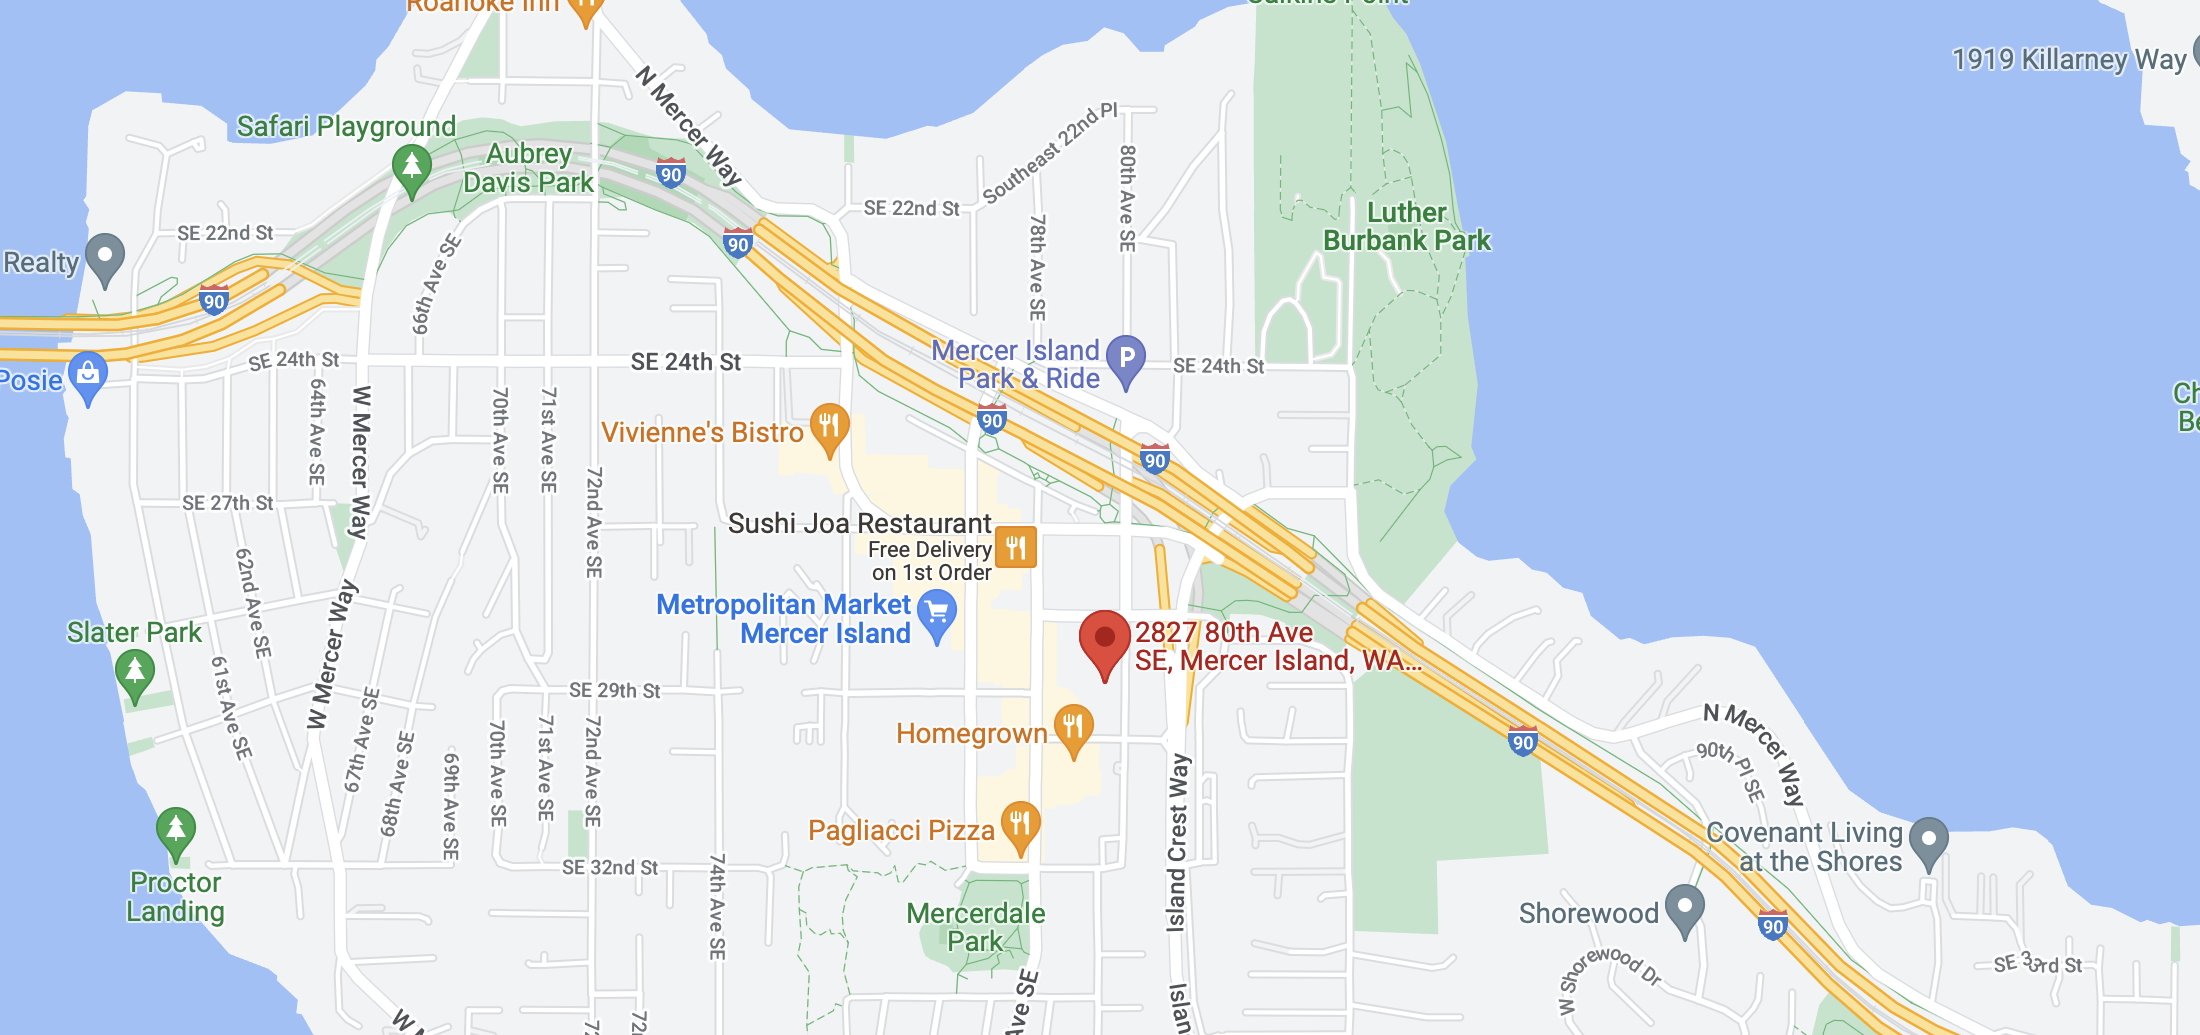 Roanoke Inn
N Mercer Way
1919 Killarney Way
Safari Playground
Aubrey
Davis Park
90
Southeast 22nd Pl
80th Ave SE
SE 22nd St
78th Ave SE
Luther
Burbank Park
SE 22nd St
90
Realty
66th Ave SE
90
SE 24th St
SE 24th St
Mercer Island
Park & Ride
P
SE 24th St
Posie
64th Ave SE
W Mercer Way
70th Ave SE
71st Ave SE
90
Vivienne's Bistro
90
72nd Ave SE
SE 27th St
Sushi Joa Restaurant
Free Delivery
on 1st Order
62nd Ave SE
Metropolitan Market
Mercer Island
2827 80th Ave
SE, Mercer Island, WA...
Slater Park
W Mercer Way
61st Ave SE
SE 29th St
67th Ave SE
68th Ave SE
69th Ave SE
70th Ave SE
71st Ave SE
72nd Ave SE
Homegrown
Island Crest Way
90
N Mercer Way
90th Pl SE
Pagliacci Pizza
Covenant Living
at the Shores
SE 32nd St
74th Ave SE
Proctor
Landing
Mercerdale
Park
Shorewood
90
W Shorewood Dr
SE 33rd St
Ave SE